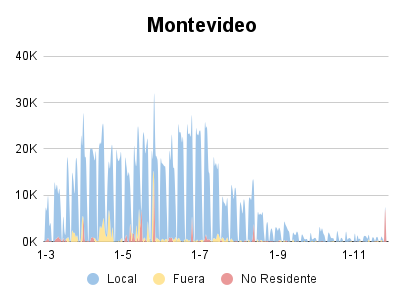 Montevideo
40K
30K
20K
10K
0K
1-3 1-5 1-7 1-9 1-11
Local Fuera No Residente